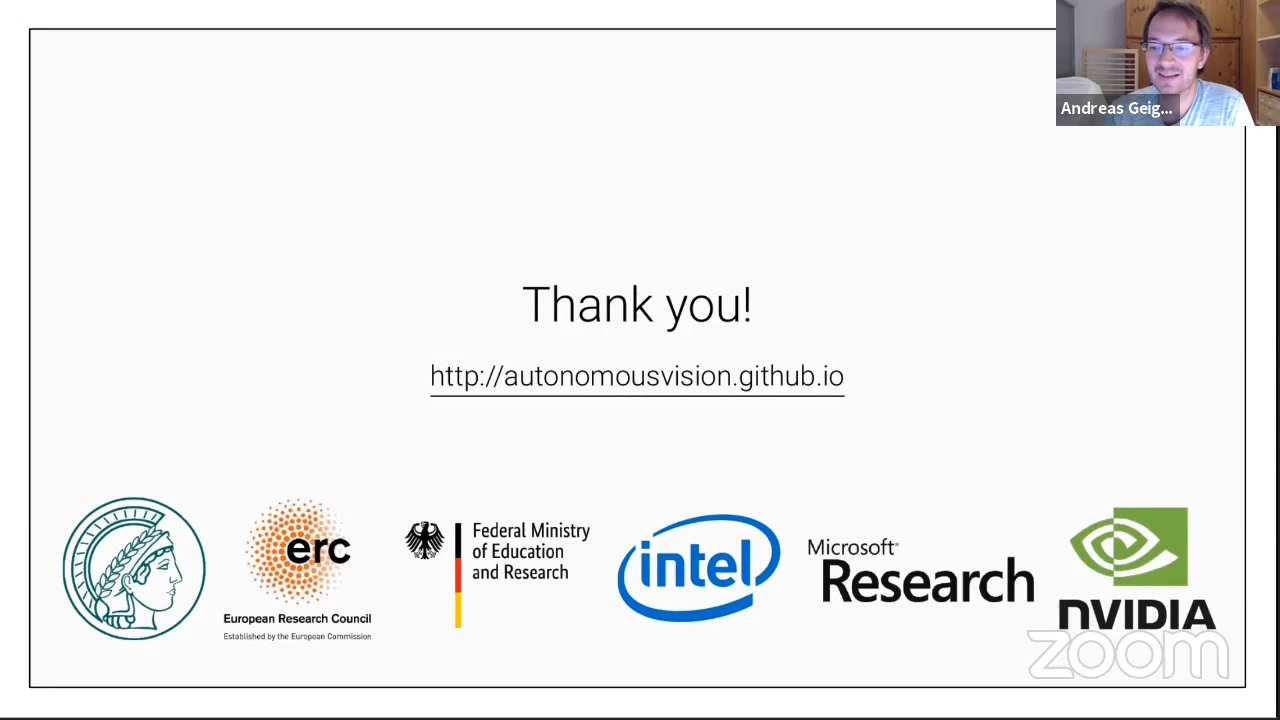 Andreas Geig...
Thank you!
http://autonomousvision.github.io
erc
European Research Council
Established by the European Commission
Federal Ministry
of Education
and Research
intel
Microsoft®
Research
NVIDIA
zoom